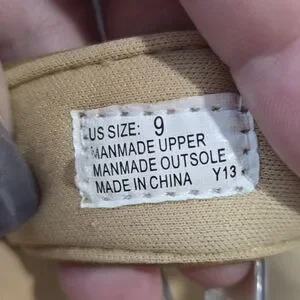 US SIZE: 9
MANMADE UPPER
MANMADE OUTSOLE
MADE IN CHINA Y13